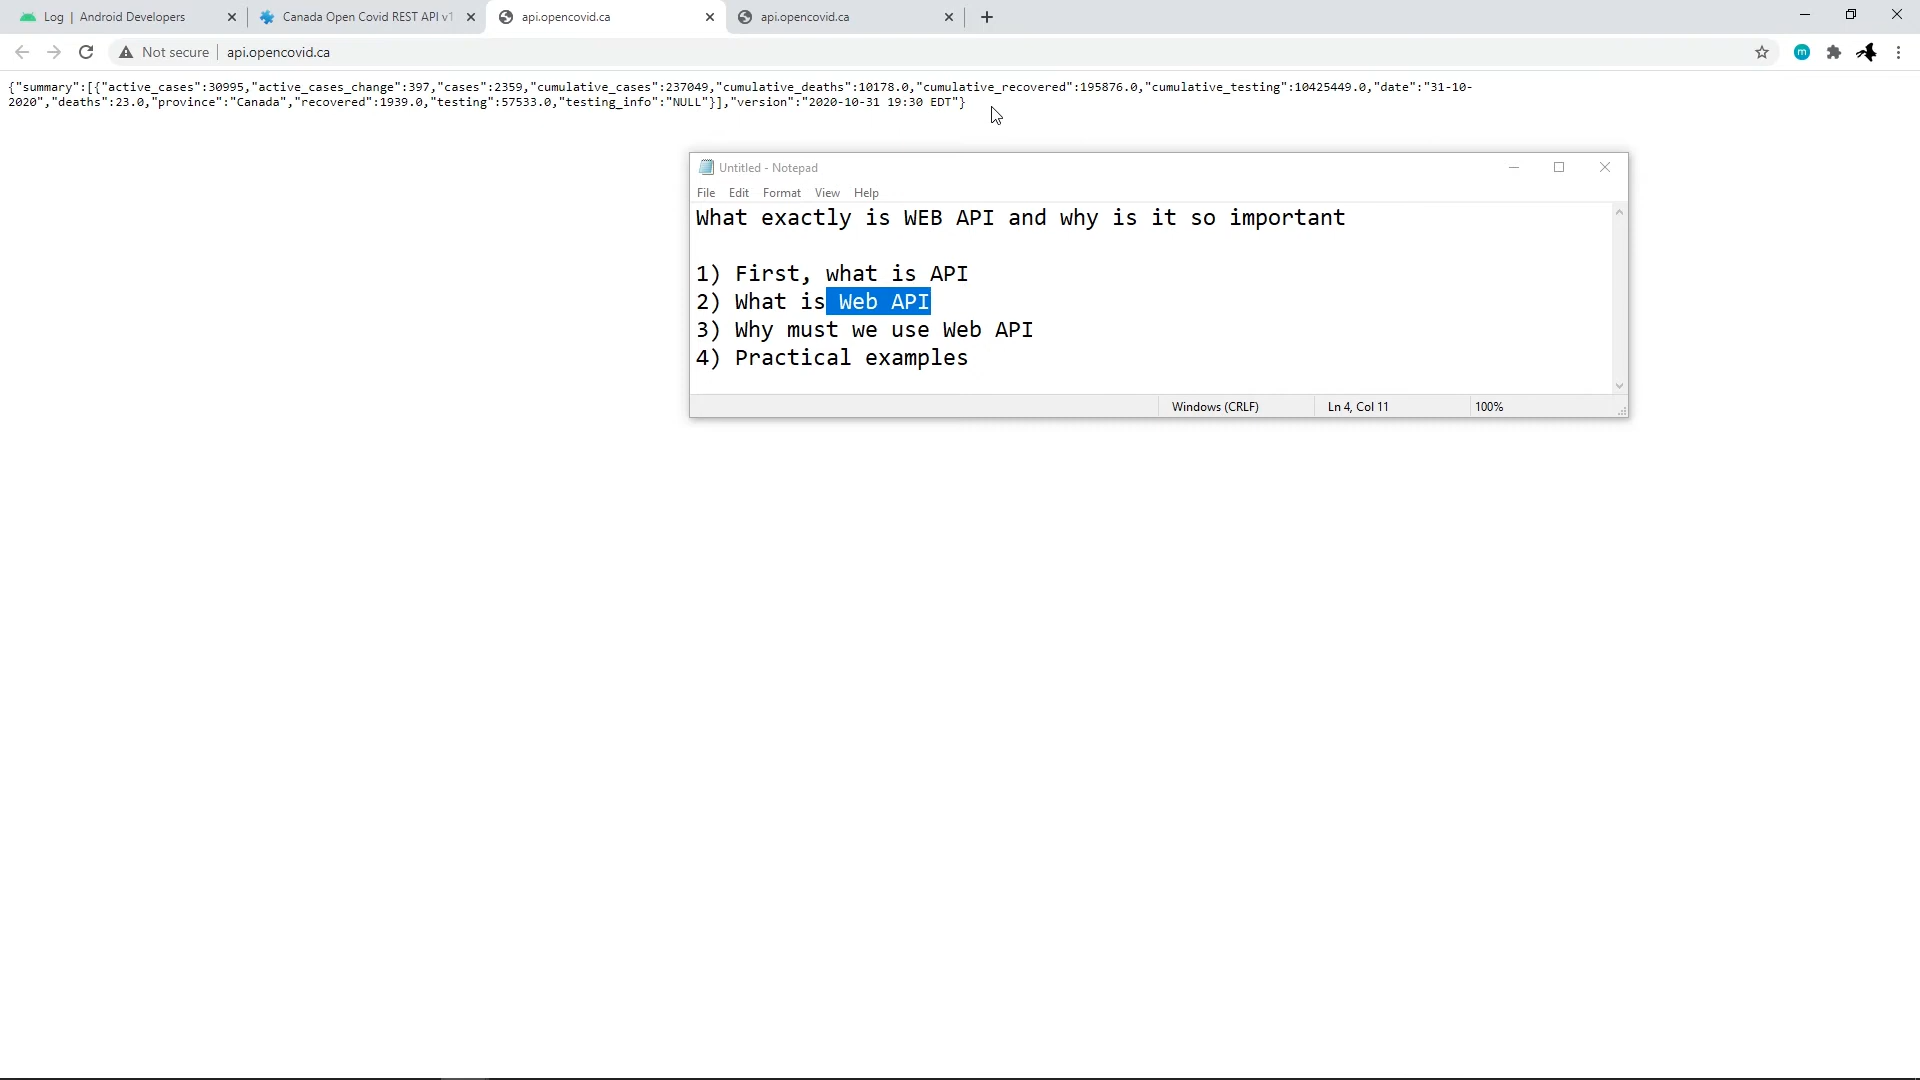 Log | Android Developers
Canada Open Covid REST API v1
api.opencovid.ca
api.opencovid.ca
Not secure
api.opencovid.ca
m
{"summary":[{"active_cases":30995,"active_cases_change":397,"cases":2359,"cumulative_cases":237049,"cumulative_deaths":10178.0,"cumulative_recovered":195876.0,"cumulative_testing":10425449.0,"date":"31-10-
2020","deaths":23.0,"province":"Canada","recovered":1939.0,"testing":57533.0,"testing_info":"NULL"}],"version":"2020-10-31 19:30 EDT"}
Untitled - Notepad
File Edit Format View Help
What exactly is WEB API and why is it so important
1) First, what is API
2) What is Web API
3) Why must we use Web API
4) Practical examples
Windows (CRLF)
Ln 4, Col 11
100%